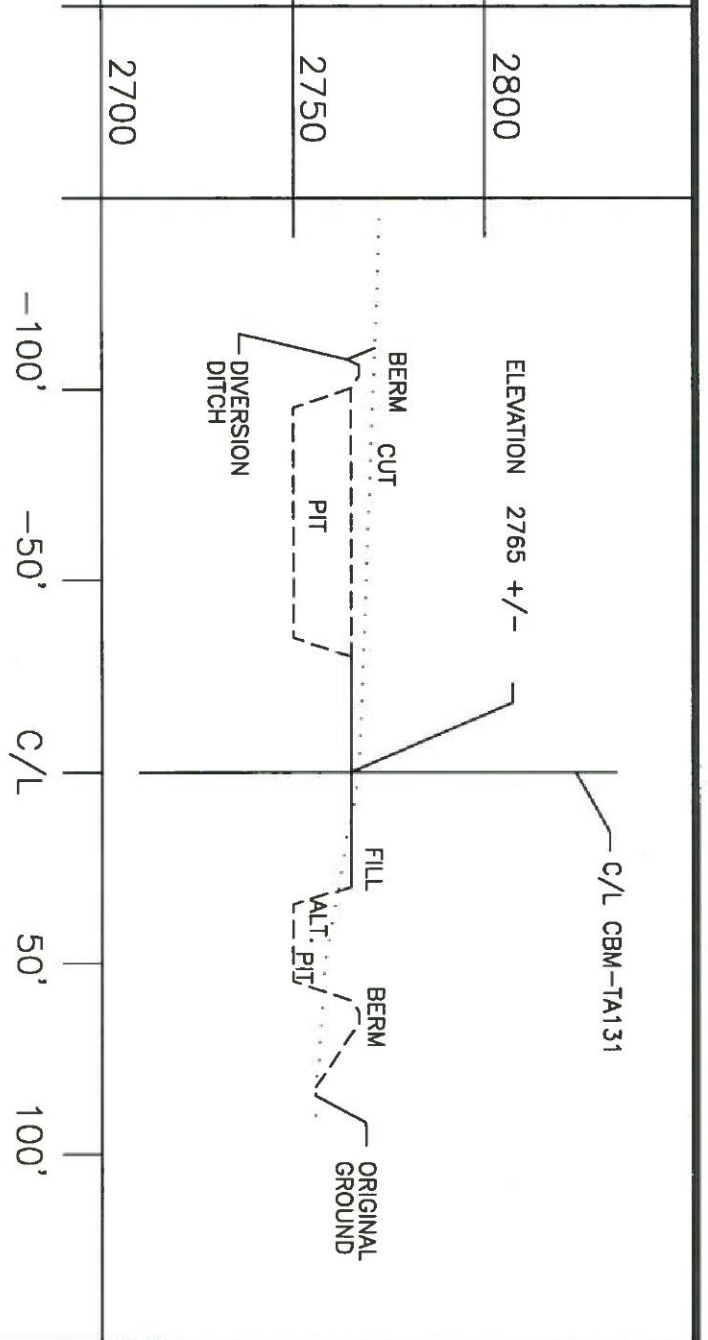 2800
2750
2700
C/L CBM-TA131
ELEVATION 2765 +/-
BERM
CUT
DIVERSION
DITCH
PIT
FILL
ALT.
PIT
BERM
ORIGINAL
GROUND
-100'
-50'
C/L
50'
100'